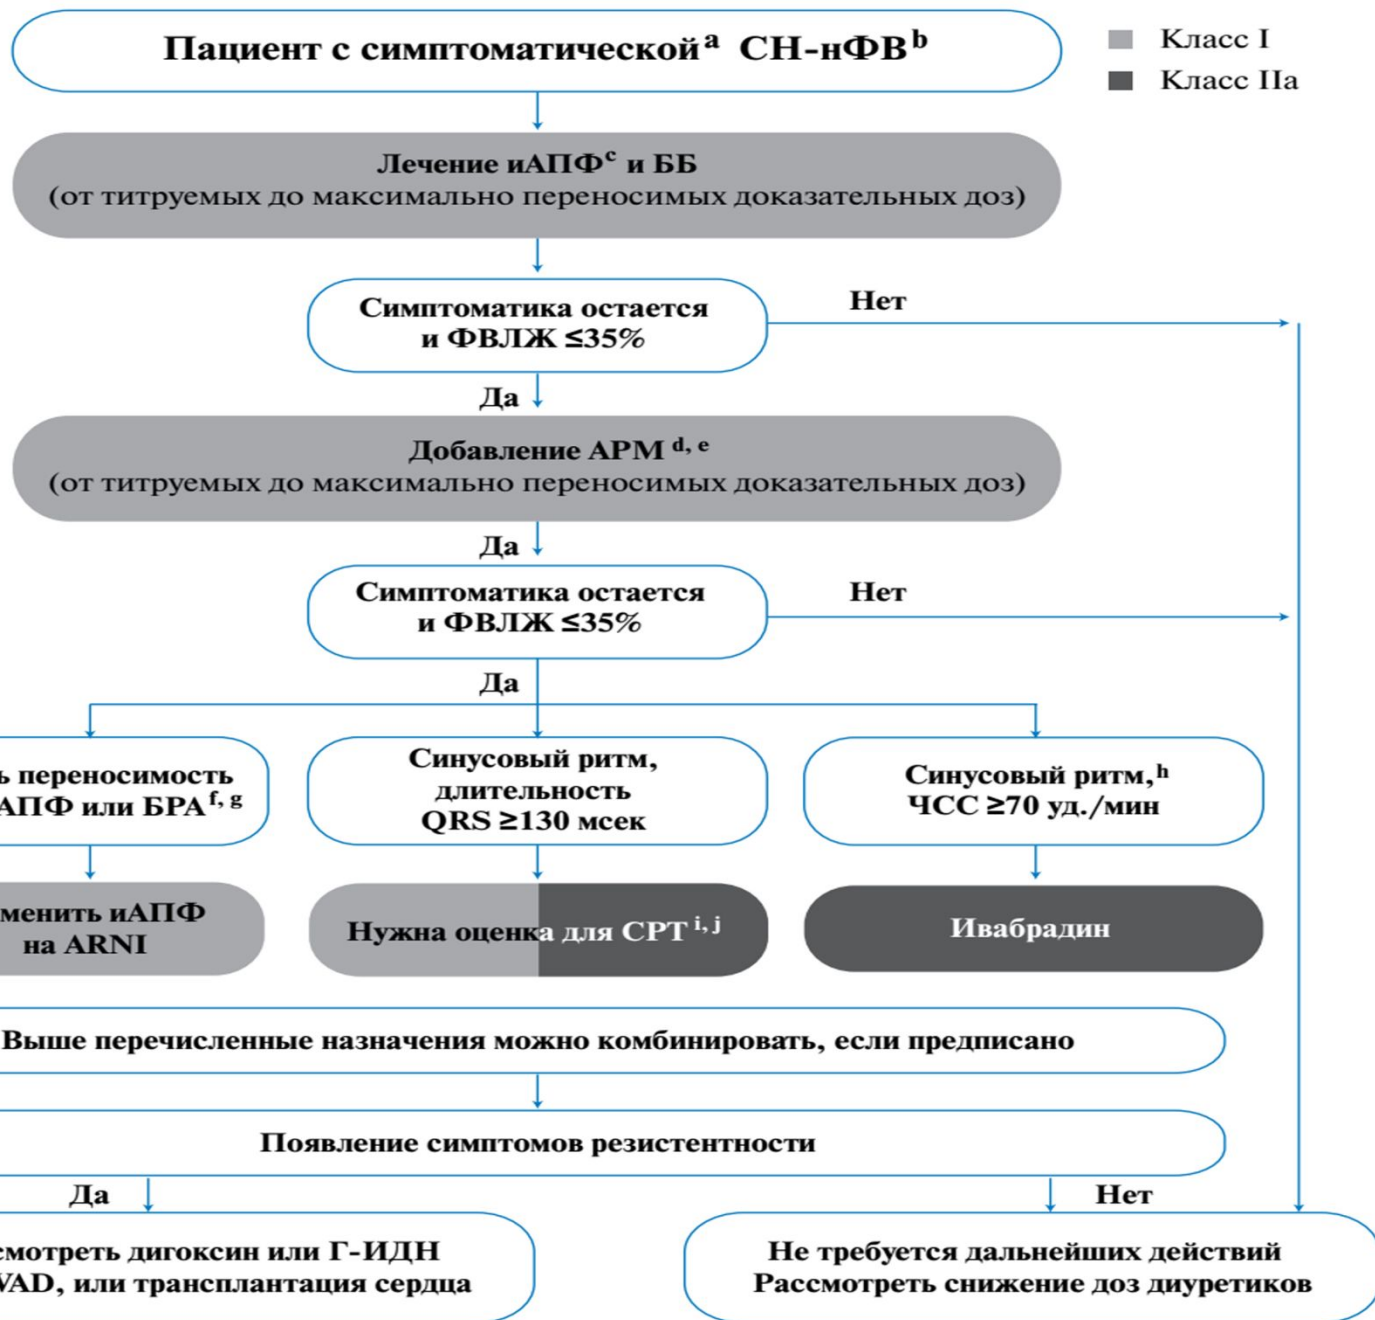 Пациент с симптоматической a СН-нФВ b
Класс I
Класс IIa
Лечение иАПФ c и ББ
(от титруемых до максимально переносимых доказательных доз)
Симптоматика остается
и ФВЛЖ ≤35%
Нет
Да
Добавление АРМ d, e
(от титруемых до максимально переносимых доказательных доз)
Да
Симптоматика остается
и ФВЛЖ ≤35%
Нет
Да
переносимость
АПФ или БРА f, g
Синусовый ритм,
длительность
QRS ≥130 мсек
Синусовый ритм, h
ЧСС ≥70 уд./мин
менить иАПФ
на ARNI
Нужна оценка для СРТ i, j
Ивабрадин
Выше перечисленные назначения можно комбинировать, если предписано
Появление симптомов резистентности
Да
Нет
смотреть дигоксин или Г-ИДН
VAD, или трансплантация сердца
Не требуется дальнейших действий
Рассмотреть снижение доз диуретиков